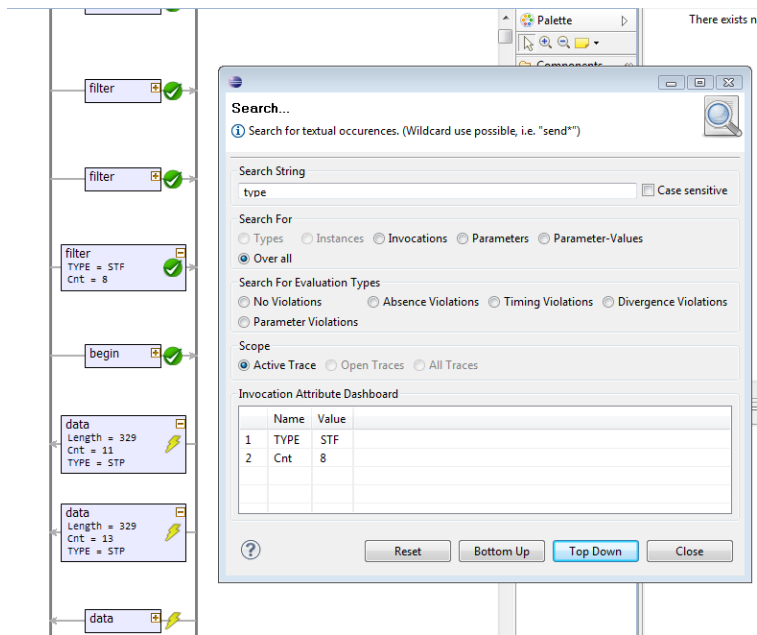 Palette
There exists n
Components
filter
filter
filter
TYPE = STF
Cnt = 8
begin
data
Length = 329
Cnt = 11
TYPE = STP
data
Length = 329
Cnt = 13
TYPE = STP
data
Search...
Search for textual occurences. (Wildcard use possible, i.e. "send*")
Search String
type
Case sensitive
Search For
Types Instances Invocations Parameters Parameter-Values
Over all
Search For Evaluation Types
No Violations Absence Violations Timing Violations Divergence Violations
Parameter Violations
Scope
Active Trace Open Traces All Traces
Invocation Attribute Dashboard
Name Value
1 TYPE STF
2 Cnt 8
Reset Bottom Up Top Down Close